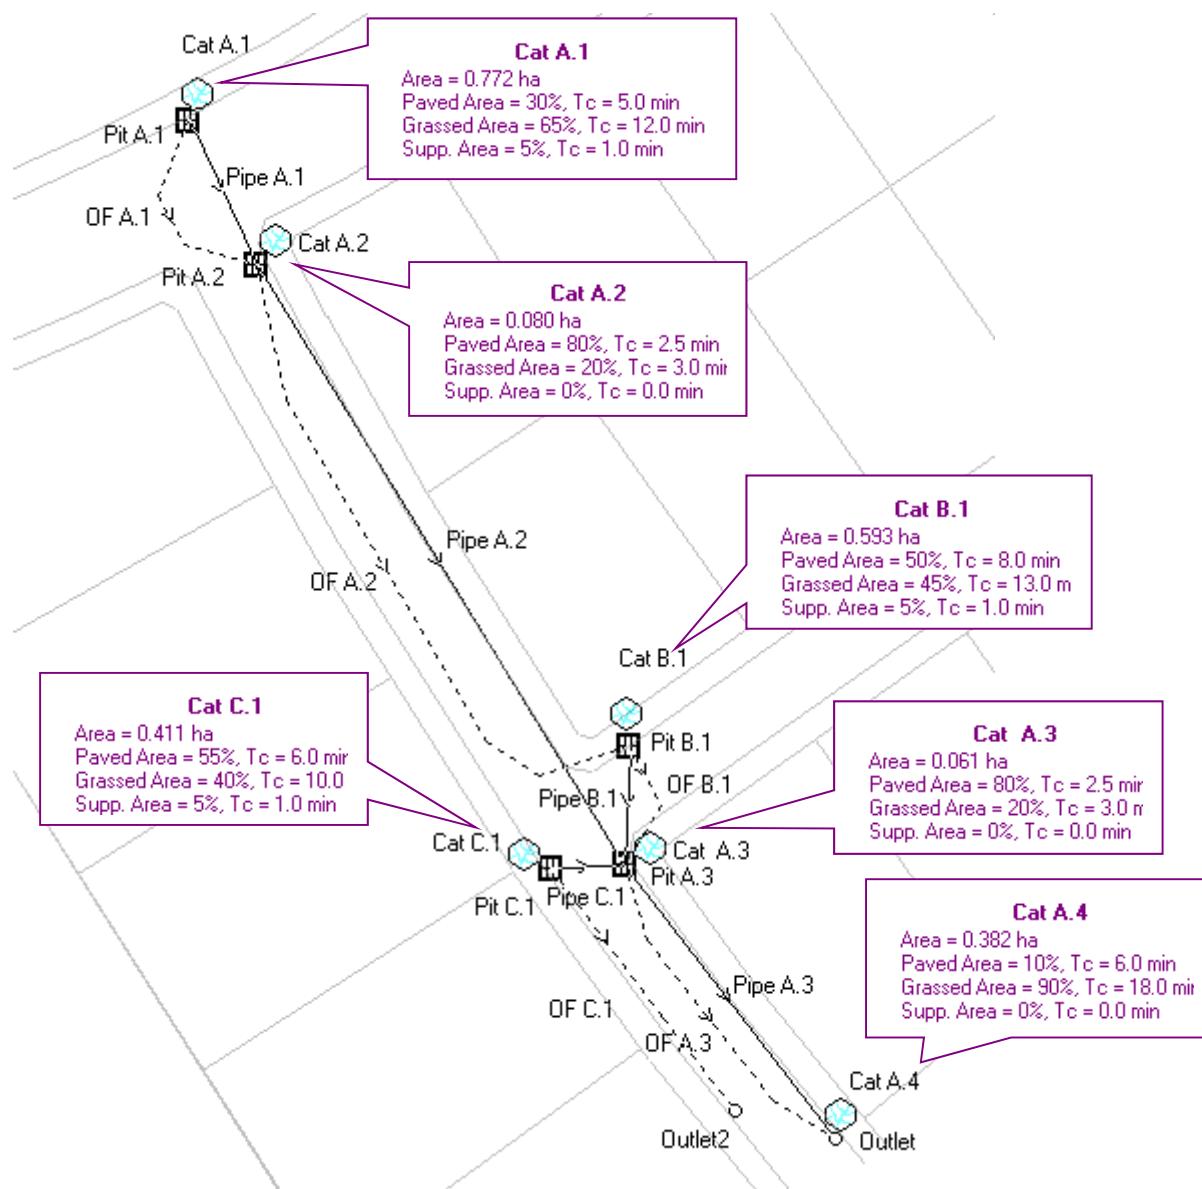 Cat A.1
Cat A.1
Area = 0.772 ha
Paved Area = 30%, Tc = 5.0 min
Grassed Area = 65%, Tc = 12.0 min
Supp. Area = 5%, Tc = 1.0 min
Pit A.1
Pipe A.1
OF A.1
Cat A.2
Pit A.2
Cat A.2
Area = 0.080 ha
Paved Area = 80%, Tc = 2.5 min
Grassed Area = 20%, Tc = 3.0 min
Supp. Area = 0%, Tc = 0.0 min
Pipe A.2
OF A.2
Cat B.1
Area = 0.593 ha
Paved Area = 50%, Tc = 8.0 min
Grassed Area = 45%, Tc = 13.0 m
Supp. Area = 5%, Tc = 1.0 min
Cat B.1
Cat C.1
Area = 0.411 ha
Paved Area = 55%, Tc = 6.0 min
Grassed Area = 40%, Tc = 10.0
Supp. Area = 5%, Tc = 1.0 min
Pit B.1
OF B.1
Pipe B.1
Cat A.3
Area = 0.061 ha
Paved Area = 80%, Tc = 2.5 min
Grassed Area = 20%, Tc = 3.0 m
Supp. Area = 0%, Tc = 0.0 min
Cat C.1
Cat A.3
Pit A.3
Pipe C.1
Pit C.1
Cat A.4
Area = 0.382 ha
Paved Area = 10%, Tc = 6.0 min
Grassed Area = 90%, Tc = 18.0 min
Supp. Area = 0%, Tc = 0.0 min
Pipe A.3
OF C.1
OF A.3
Cat A.4
Outlet2
Outlet